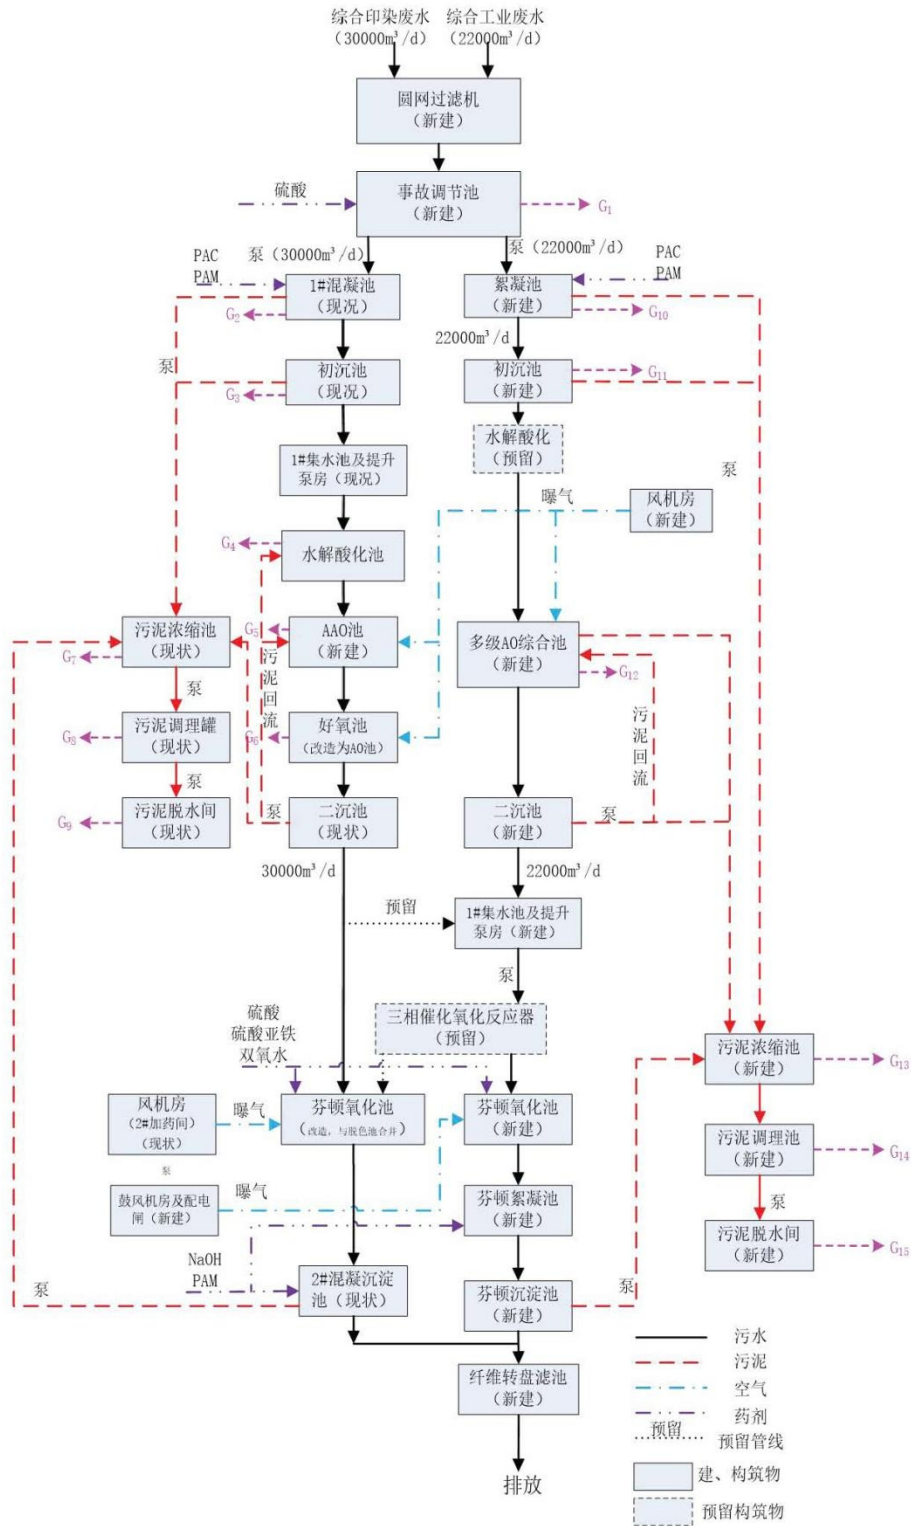 综合印染废水
（30000m³/d）
综合工业废水
（22000m³/d）
圆网过滤机
（新建）
硫酸
事故调节池
（新建）
G₁
泵（30000m³/d）
泵（22000m³/d）
PAC
PAM
1#混凝池
（现况）
G₂
絮凝池
（新建）
PAC
PAM
G₁₀
22000m³/d
泵
初沉池
（现况）
G₃
初沉池
（新建）
G₁₁
水解酸化
（预留）
1#集水池及提升
泵房（现况）
泵
曝气
风机房
（新建）
G₄
水解酸化池
污泥浓缩池
（现状）
G₇
G₅
AAO池
（新建）
多级AO综合池
（新建）
G₁₂
泵
污泥回流
污泥回流
污泥调理罐
（现状）
G₈
G₆
好氧池
（改造为AO池）
泵
污泥脱水间
（现状）
G₉
泵
二沉池
（现状）
二沉池
（新建）
泵
30000m³/d
22000m³/d
预留
1#集水池及提升
泵房（新建）
泵
硫酸
硫酸亚铁
双氧水
三相催化氧化反应器
（预留）
污泥浓缩池
（新建）
G₁₃
风机房
（2#加药间）
（现状）
曝气
芬顿氧化池
（改造，与脱色池合并）
芬顿氧化池
（新建）
污泥调理池
（新建）
G₁₄
泵
鼓风机房及配电
闸（新建）
曝气
芬顿絮凝池
（新建）
泵
污泥脱水间
（新建）
G₁₅
NaOH
PAM
泵
2#混凝沉淀
池（现状）
芬顿沉淀池
（新建）
泵
纤维转盘滤池
（新建）
排放
污水
污泥
空气
药剂
预留
预留管线
建、构筑物
预留构筑物